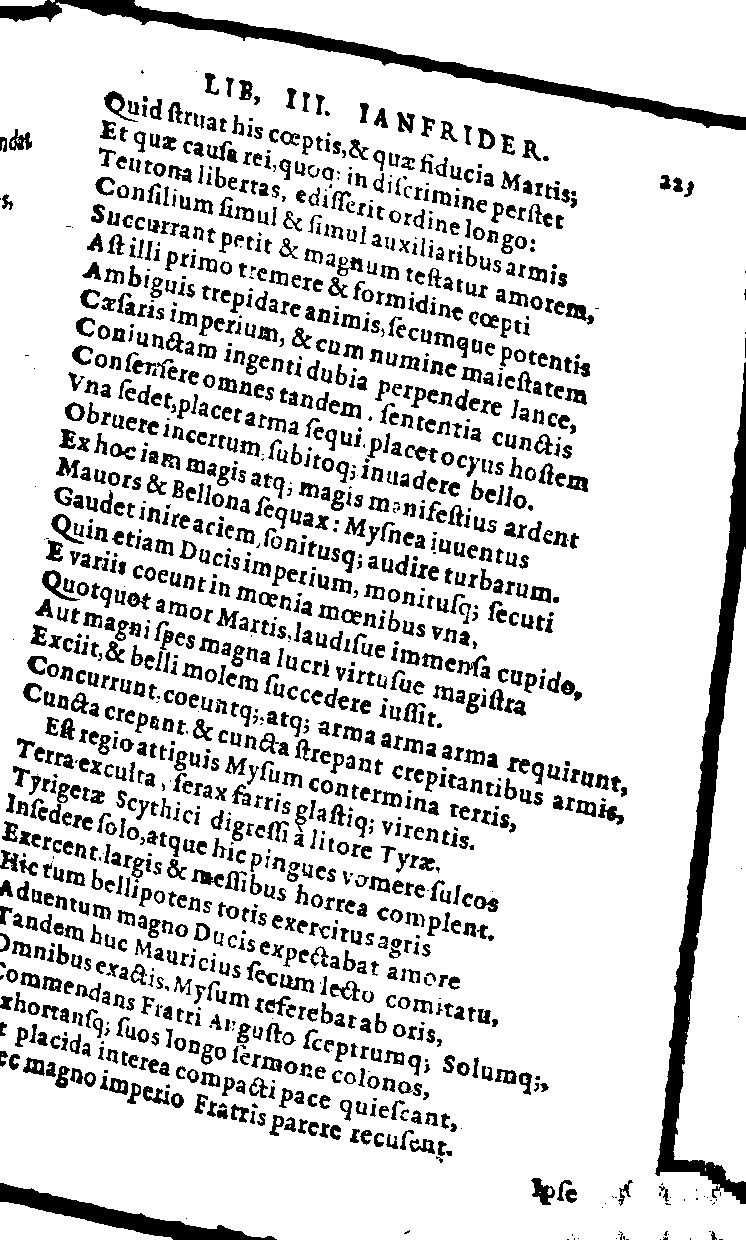 ndat
s,
LIB, III. IANFRIDER. 223
Quid ſtruat his cœptis,& quæ fiducia Martis;
Et quæ cauſa rei,quoq; in diſcrimine perſtet
Teutona libertas, ediſſerit ordine longo:
Conſilium ſimul & ſimul auxiliaribus armis
Succurrant petit & magnum teſtatur amorem,
Aſt illi primo tremere & formidine cœpti
Ambiguis trepidare animis,ſecumque potentis
Cæſaris imperium, & cum numine maieſtatem
Coniunctam ingenti dubia perpendere lance,
Conſenſere omnes tandem, ſententia cunctis
Vna ſedet,placet arma ſequi,placet ocyus hoſtem
Obruere incertum,ſubitoq; inuadere bello.
Ex hoc iam magis atq; magis manifeſtius ardent
Mauors & Bellona ſequax: Myſnea iuuentus
Gaudet inire aciem,ſonitusq; audire turbarum.
Quin etiam Ducis imperium, monituſq; ſecuti
E variis coeunt in mœnia mœnibus vna,
Quotquot amor Martis,laudiſue immenſa cupido,
Aut magni ſpes magna lucri virtuſue magiſtra
Exciit,& belli molem ſuccedere iuſſit.
Concurrunt,coeuntq;,atq; arma arma arma requirunt,
Cuncta crepant & cuncta ſtrepant crepitantibus armis,
Eſt regio attiguis Myſum contermina terris,
Terra exculta, ferax farris glaſtiq; virentis.
Tyrigetæ Scythici digreſſi à litore Tyræ,
Inſedere ſolo,atque hic pingues vomere ſulcos
Exercent,largis & meſſibus horrea complent.
Hic tum bellipotens totis exercitus agris
Aduentum magno Ducis expectabat amore
Tandem huc Mauricius ſecum lecto comitatu,
Omnibus exactis,Myſum referebat ab oris,
Commendans Fratri Auguſto ſceptrumq; Solumq;,
xhortanſq; ſuos longo ſermone colonos,
t placida interea compacti pace quieſcant,
ec magno imperio Fratris parere recuſent.
Ipſe